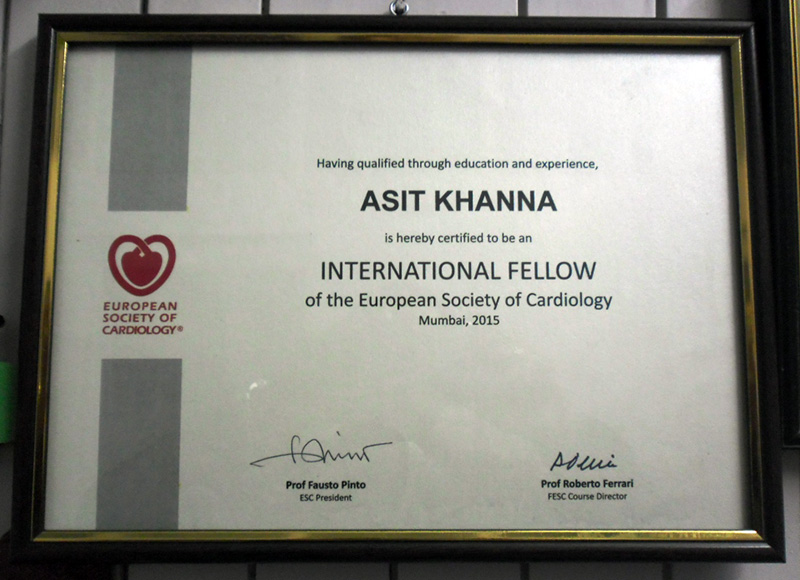 Having qualified through education and experience,
ASIT KHANNA
is hereby certified to be an
INTERNATIONAL FELLOW
of the European Society of Cardiology
Mumbai, 2015
EUROPEAN
SOCIETY OF
CARDIOLOGY®
Prof Fausto Pinto
ESC President
Prof Roberto Ferrari
FESC Course Director